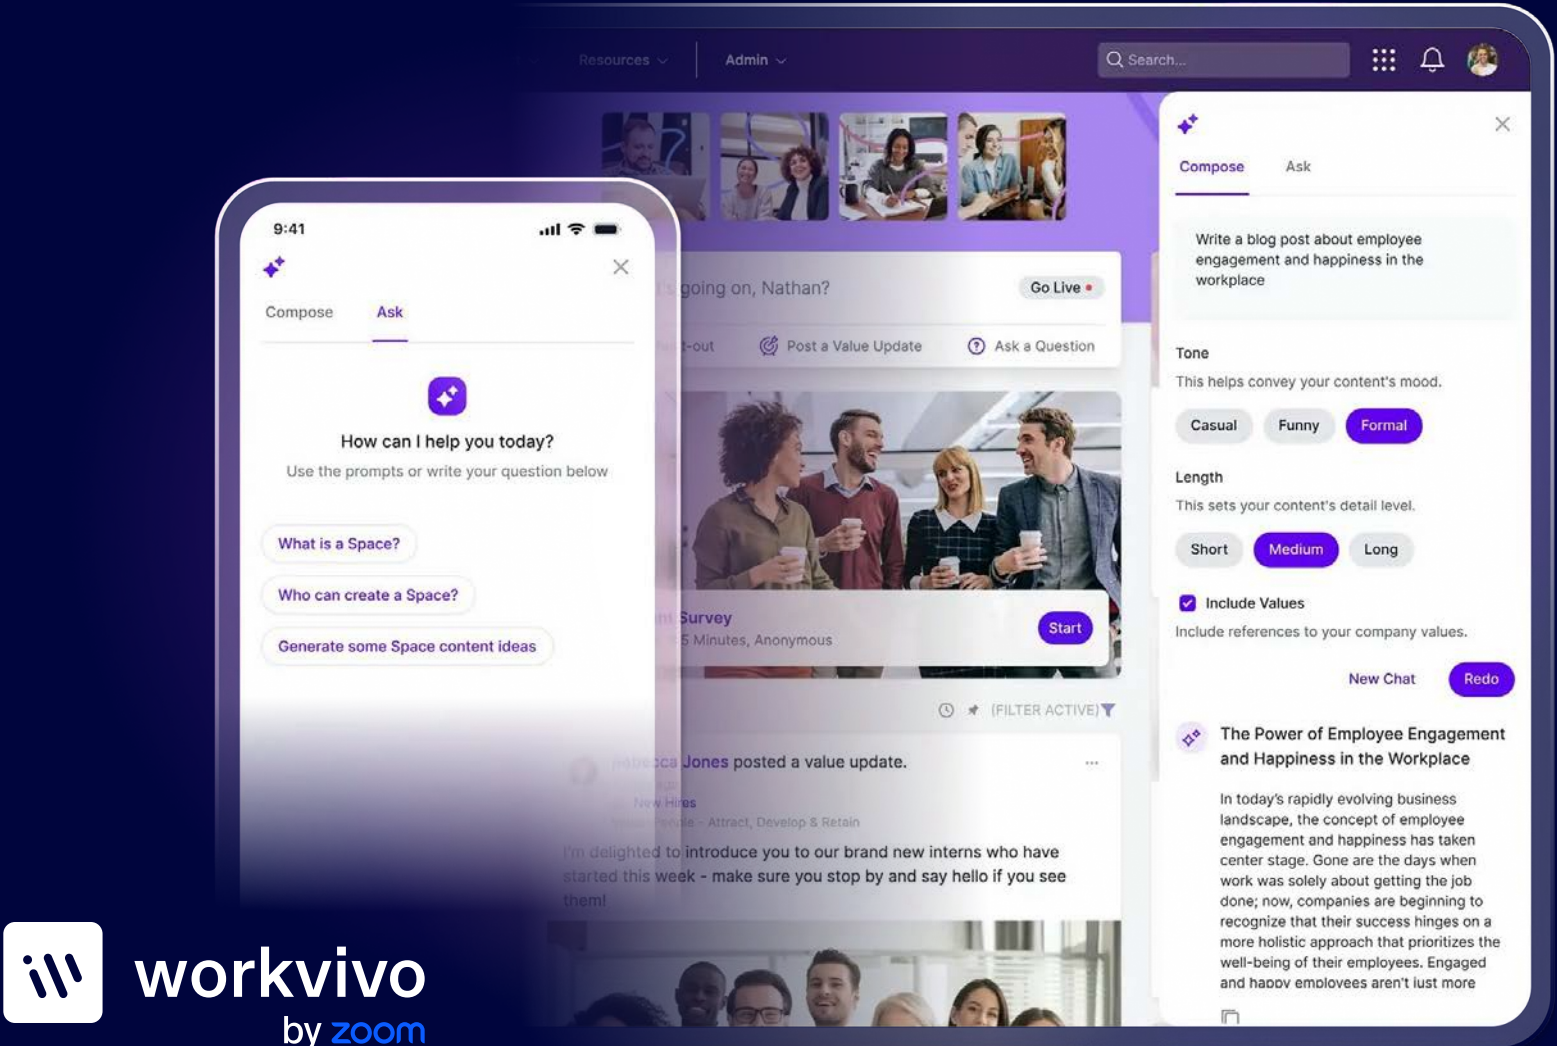 Resources
Admin
Search...
9:41
Compose
Ask
How can I help you today?
Use the prompts or write your question below
What is a Space?
Who can create a Space?
Generate some Space content ideas
going on, Nathan?
Go Live
Post a Value Update
Ask a Question
Survey
5 Minutes, Anonymous
Start
(FILTER ACTIVE)
Rebecca Jones posted a value update.
New Hires
- Attract, Develop & Retain
I'm delighted to introduce you to our brand new interns who have
started this week - make sure you stop by and say hello if you see
them!
Compose
Ask
Write a blog post about employee
engagement and happiness in the
workplace
Tone
This helps convey your content's mood.
Casual
Funny
Formal
Length
This sets your content's detail level.
Short
Medium
Long
Include Values
Include references to your company values.
New Chat
Redo
The Power of Employee Engagement
and Happiness in the Workplace
In today's rapidly evolving business
landscape, the concept of employee
engagement and happiness has taken
center stage. Gone are the days when
work was solely about getting the job
done; now, companies are beginning to
recognize that their success hinges on a
more holistic approach that prioritizes the
well-being of their employees. Engaged
and happy employees aren't just more
workvivo
by zoom